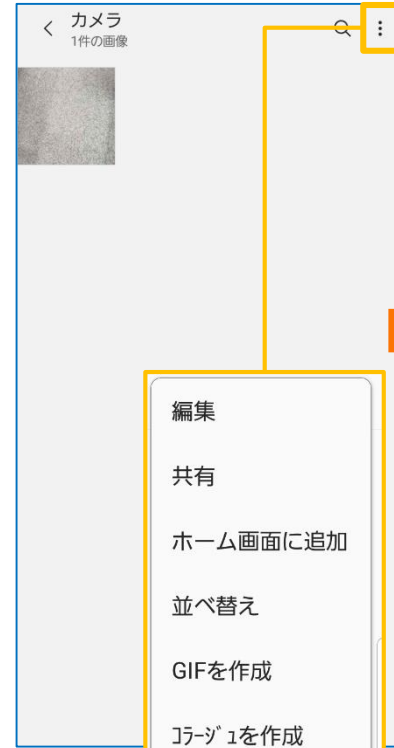 カメラ
1件の画像
編集
共有
ホーム画面に追加
並べ替え
GIFを作成
ｺﾗｰｼﾞｭを作成